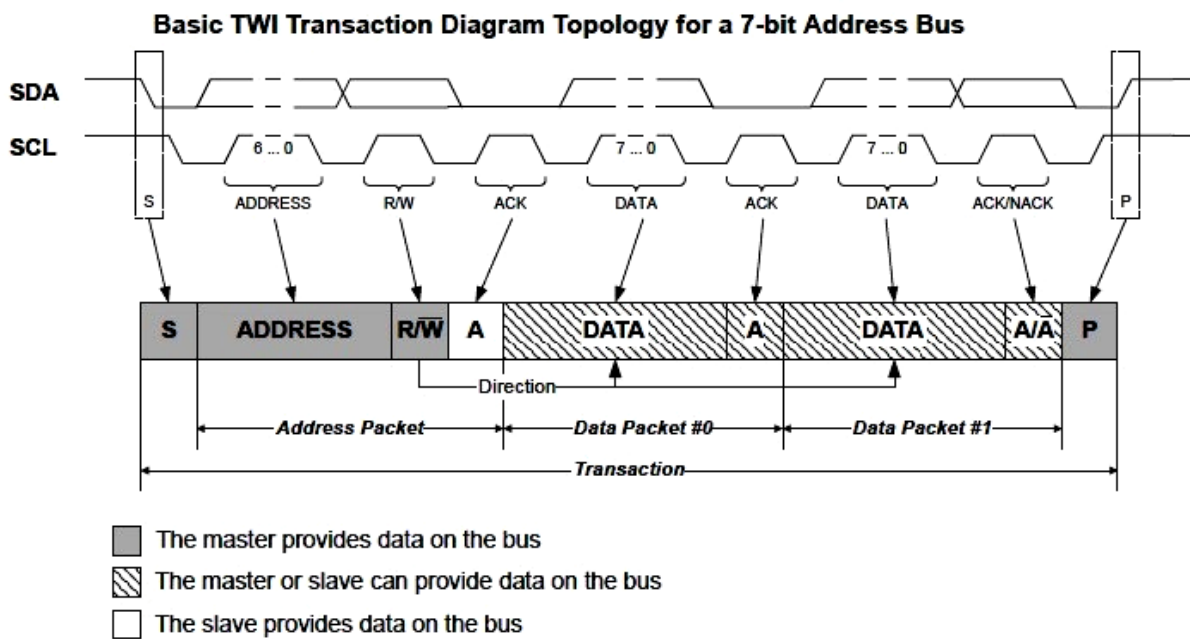 Basic TWI Transaction Diagram Topology for a 7-bit Address Bus
SDA
SCL
6 ... 0
7 ... 0
7 ... 0
S
ADDRESS
R/W
ACK
DATA
ACK
DATA
ACK/NACK
P
S
ADDRESS
R/W̅
A
DATA
A
DATA
A/A̅
P
Direction
Address Packet
Data Packet #0
Data Packet #1
Transaction
The master provides data on the bus
The master or slave can provide data on the bus
The slave provides data on the bus